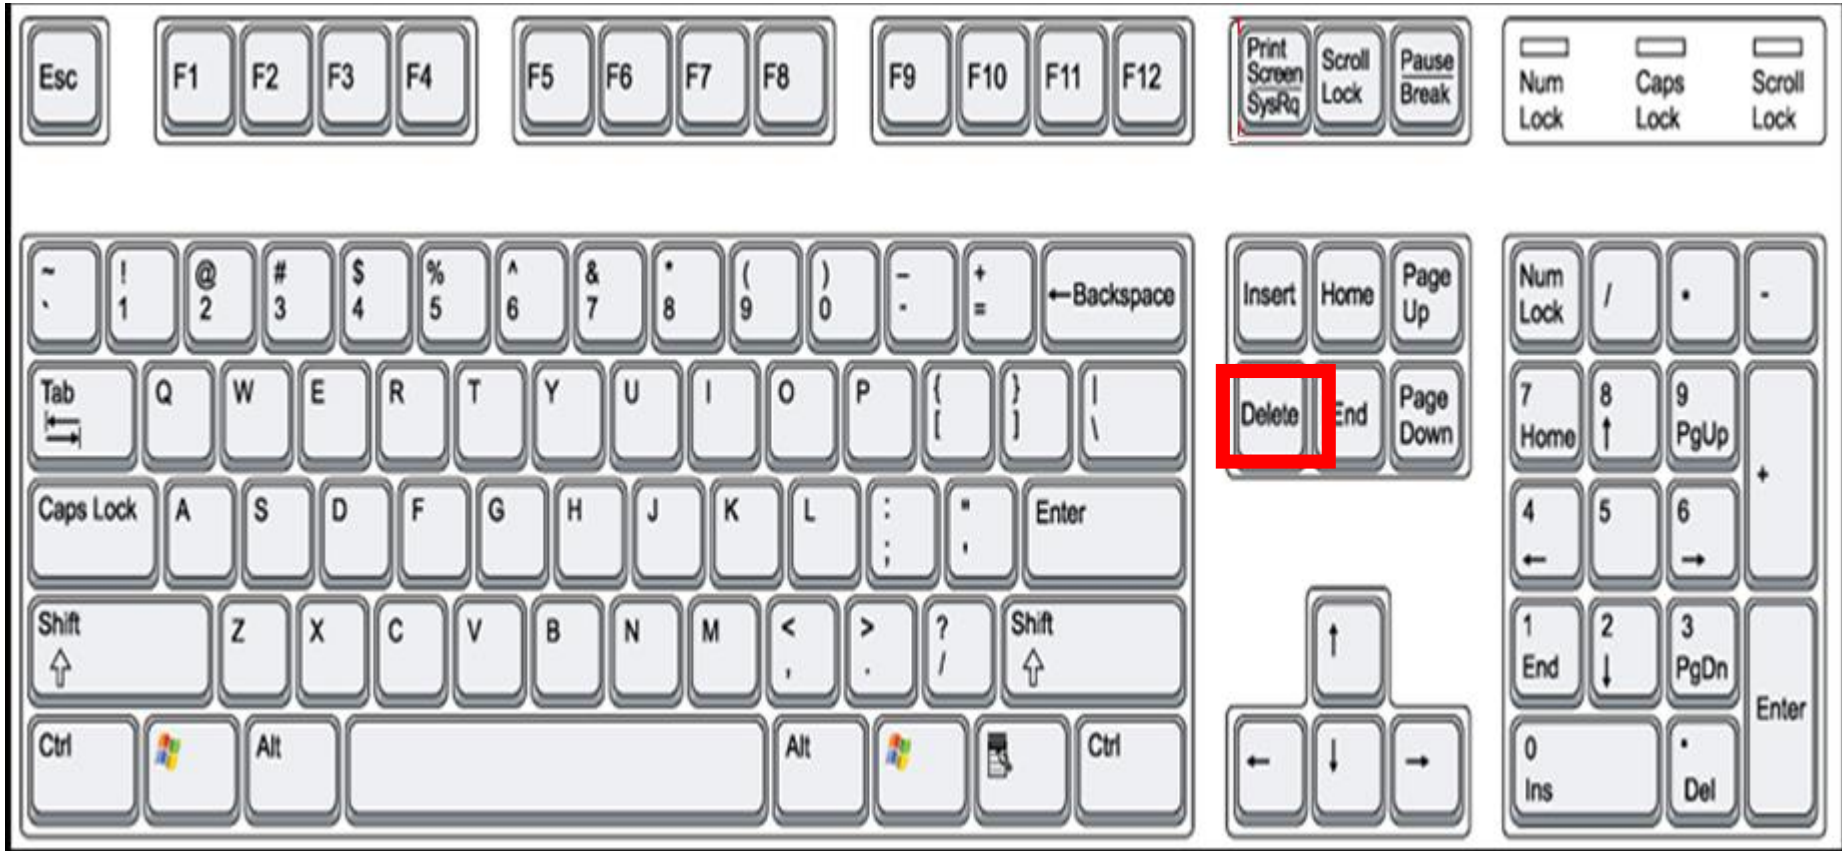 Esc F1 F2 F3 F4 F5 F6 F7 F8 F9 F10 F11 F12
Print
Screen
SysRq
Scroll
Lock
Pause
Break
Num
Lock
Caps
Lock
Scroll
Lock
~ ! @ # $ % ^ & * ( ) _ +
` 1 2 3 4 5 6 7 8 9 0 - =
←Backspace
Insert Home
Page
Up
Num
Lock
/ * -
Tab
Q W E R T Y U I O P { } |
[ ] \
Delete End
Page
Down
7 8 9
Home ↑ PgUp
+
Caps Lock A S D F G H J K L : "
; '
Enter
4 5 6
← →
Shift
Z X C V B N M < > ?
, . /
Shift
↑
1 2 3
End ↓ PgDn
Enter
Ctrl Alt Alt Ctrl
← ↓ →
0 .
Ins Del